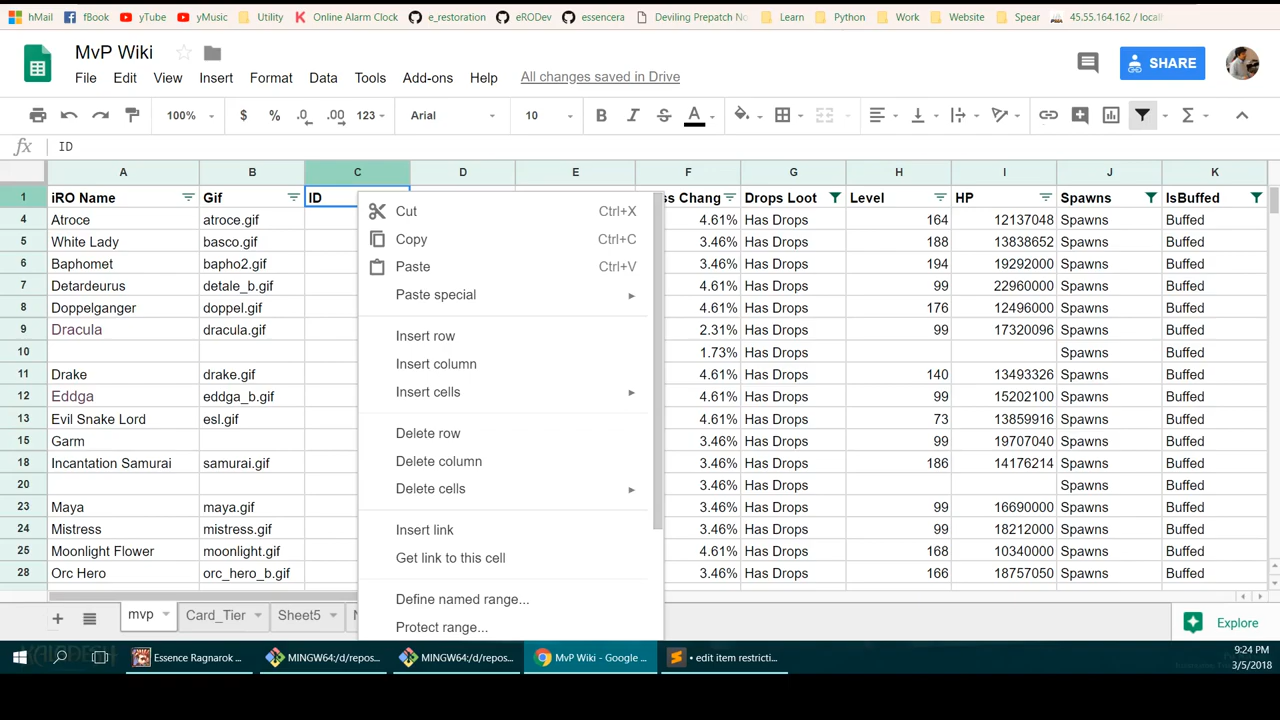 hMail fBook yTube yMusic Utility Online Alarm Clock e_restoration eRODev essencera Deviling Prepatch No Learn Python Work Website Spear 45.55.164.162 / local
MvP Wiki
File Edit View Insert Format Data Tools Add-ons Help All changes saved in Drive
SHARE
100% $ % .0 .00 123 Arial 10 B I S A
fx ID
A B C D E F G H I J K
1 iRO Name Gif ID ss Chang Drops Loot Level HP Spawns IsBuffed
4 Atroce atroce.gif 4.61% Has Drops 164 12137048 Spawns Buffed
5 White Lady basco.gif 3.46% Has Drops 188 13838652 Spawns Buffed
6 Baphomet bapho2.gif 3.46% Has Drops 194 19292000 Spawns Buffed
7 Detardeurus detale_b.gif 4.61% Has Drops 99 22960000 Spawns Buffed
8 Doppelganger doppel.gif 4.61% Has Drops 176 12496000 Spawns Buffed
9 Dracula dracula.gif 2.31% Has Drops 99 17320096 Spawns Buffed
10 1.73% Has Drops Spawns Buffed
11 Drake drake.gif 4.61% Has Drops 140 13493326 Spawns Buffed
12 Eddga eddga_b.gif 4.61% Has Drops 99 15202100 Spawns Buffed
13 Evil Snake Lord esl.gif 4.61% Has Drops 73 13859916 Spawns Buffed
15 Garm 3.46% Has Drops 99 19707040 Spawns Buffed
18 Incantation Samurai samurai.gif 3.46% Has Drops 186 14176214 Spawns Buffed
20 3.46% Has Drops Spawns Buffed
23 Maya maya.gif 3.46% Has Drops 99 16690000 Spawns Buffed
24 Mistress mistress.gif 3.46% Has Drops 99 18212000 Spawns Buffed
25 Moonlight Flower moonlight.gif 4.61% Has Drops 168 10340000 Spawns Buffed
28 Orc Hero orc_hero_b.gif 3.46% Has Drops 166 18757050 Spawns Buffed
Cut Ctrl+X
Copy Ctrl+C
Paste Ctrl+V
Paste special
Insert row
Insert column
Insert cells
Delete row
Delete column
Delete cells
Insert link
Get link to this cell
Define named range...
Protect range...
mvp Card_Tier Sheet5 Explore
Essence Ragnarok ... MINGW64:/d/repos... MINGW64:/d/repos... MvP Wiki - Google ... • edit item restricti... 9:24 PM
3/5/2018